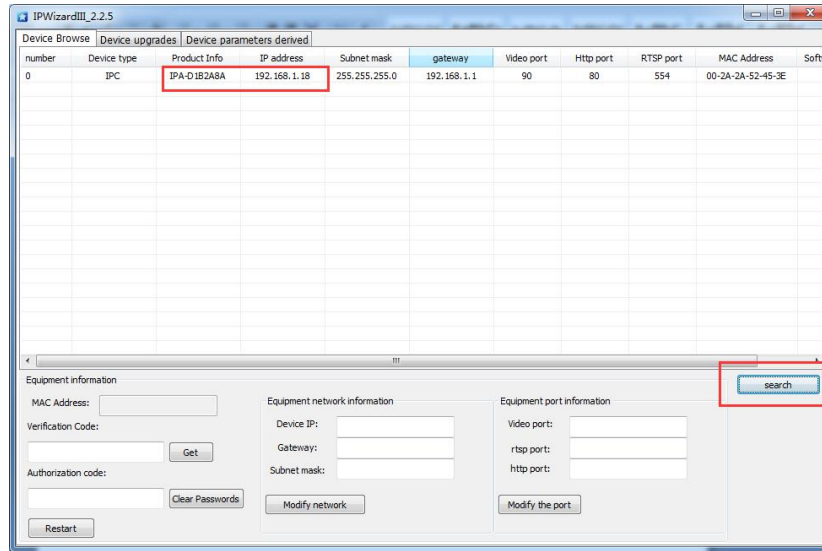 IPWizardIII_2.2.5
Device Browse Device upgrades Device parameters derived
number Device type Product Info IP address Subnet mask gateway Video port Http port RTSP port MAC Address Soft
0 IPC IPA-D1B2A8A 192.168.1.18 255.255.255.0 192.168.1.1 90 80 554 00-2A-2A-52-45-3E
search
Equipment information
MAC Address:
Verification Code:
Get
Authorization code:
Clear Passwords
Restart
Equipment network information
Device IP:
Gateway:
Subnet mask:
Modify network
Equipment port information
Video port:
rtsp port:
http port:
Modify the port